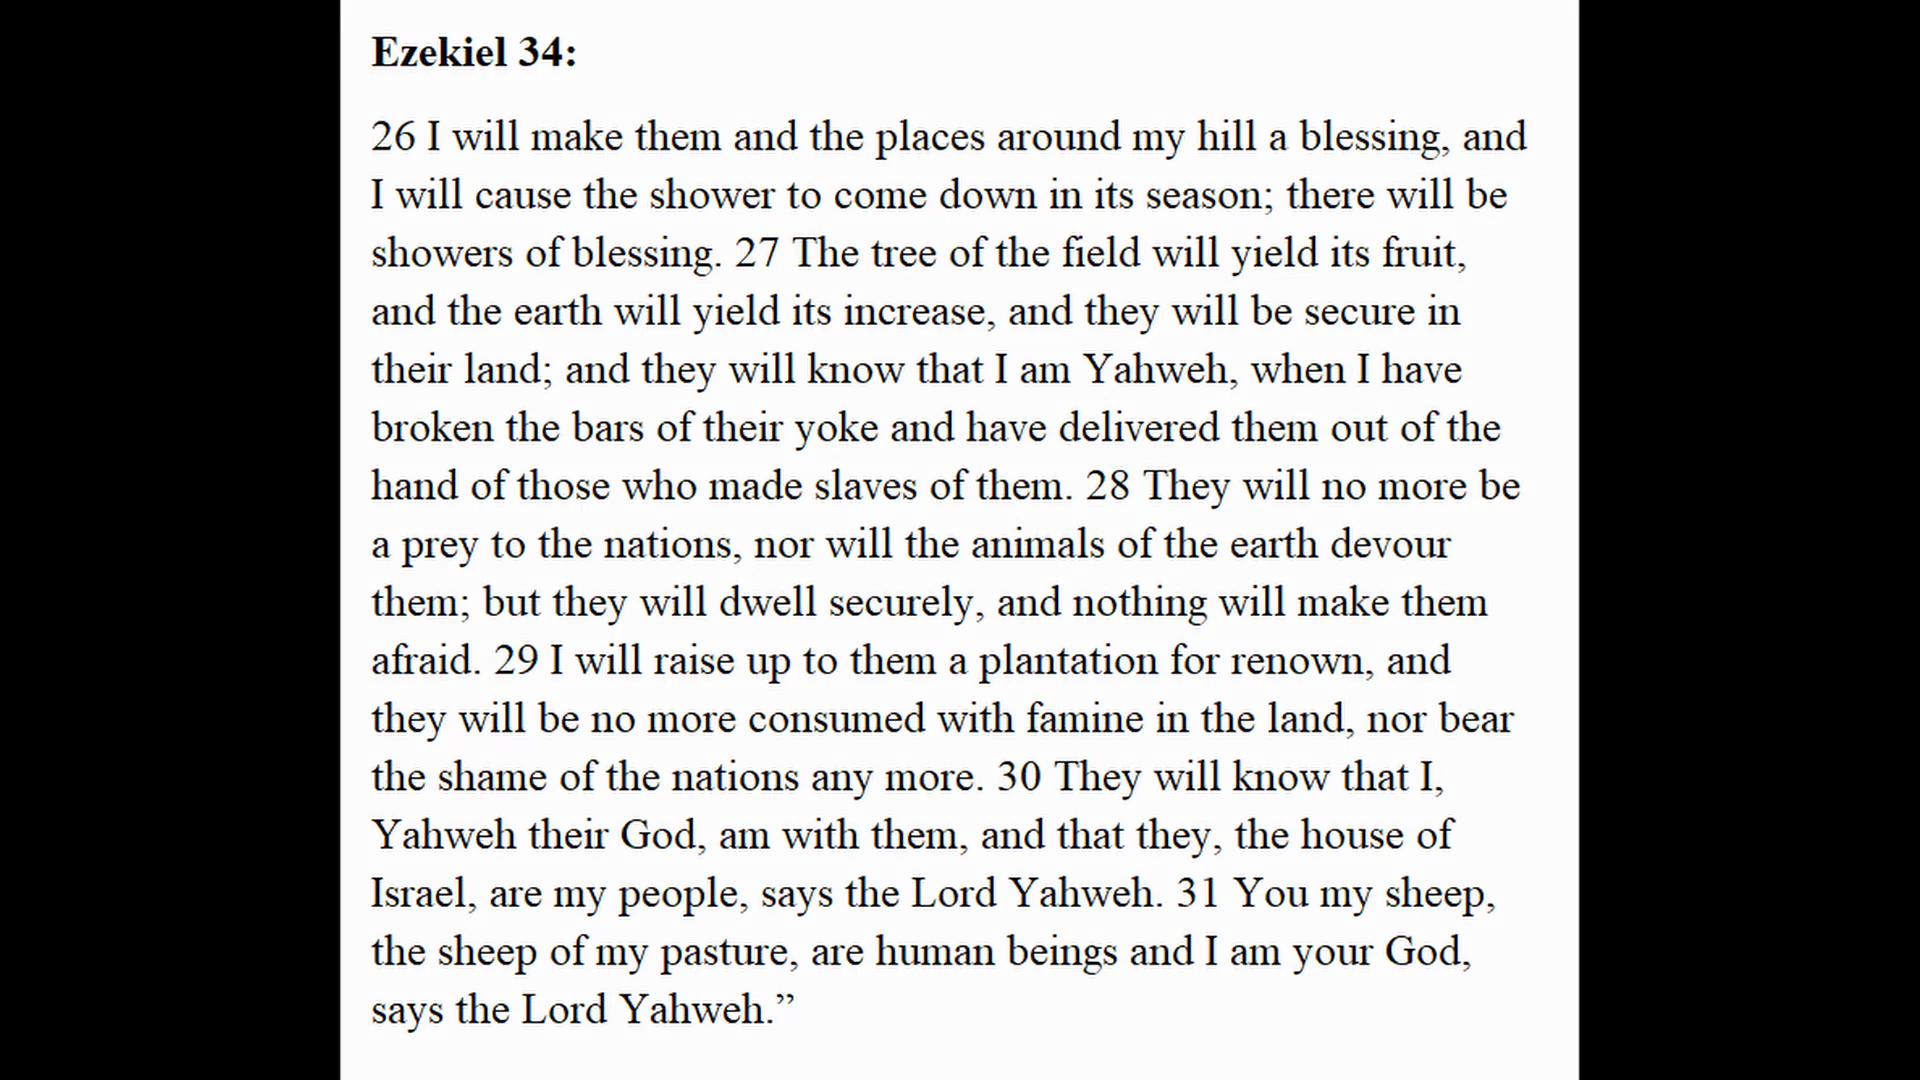 Ezekiel 34:
26 I will make them and the places around my hill a blessing, and
I will cause the shower to come down in its season; there will be
showers of blessing. 27 The tree of the field will yield its fruit,
and the earth will yield its increase, and they will be secure in
their land; and they will know that I am Yahweh, when I have
broken the bars of their yoke and have delivered them out of the
hand of those who made slaves of them. 28 They will no more be
a prey to the nations, nor will the animals of the earth devour
them; but they will dwell securely, and nothing will make them
afraid. 29 I will raise up to them a plantation for renown, and
they will be no more consumed with famine in the land, nor bear
the shame of the nations any more. 30 They will know that I,
Yahweh their God, am with them, and that they, the house of
Israel, are my people, says the Lord Yahweh. 31 You my sheep,
the sheep of my pasture, are human beings and I am your God,
says the Lord Yahweh.”